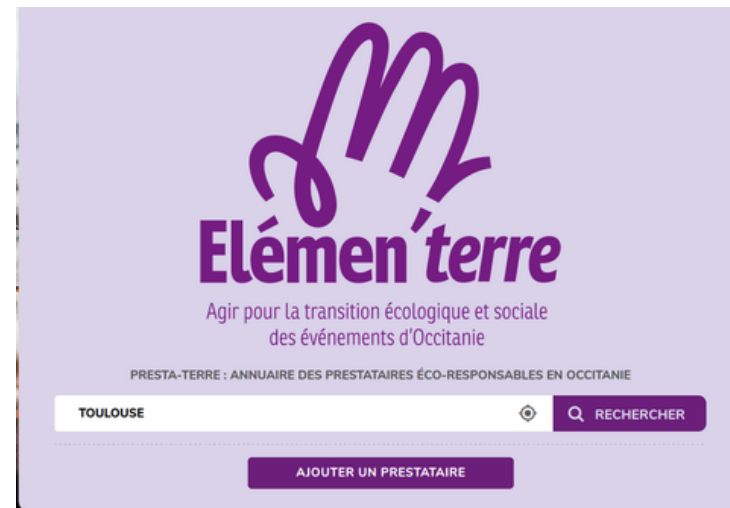 Elémen'terre
Agir pour la transition écologique et sociale
des événements d'Occitanie
PRESTA-TERRE : ANNUAIRE DES PRESTATAIRES ÉCO-RESPONSABLES EN OCCITANIE
TOULOUSE
RECHERCHER
AJOUTER UN PRESTATAIRE